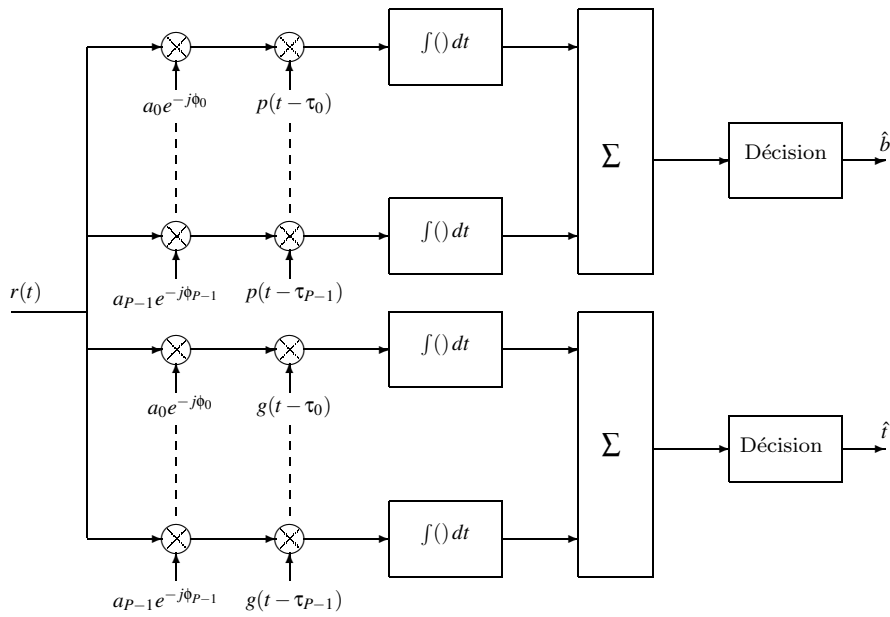 ∫() dt
a₀e^{−jϕ₀}
p(t − τ₀)
Σ
Décision
b̂
∫() dt
a_{P−1}e^{−jϕ_{P−1}}
p(t − τ_{P−1})
r(t)
∫() dt
a₀e^{−jϕ₀}
g(t − τ₀)
Σ
Décision
t̂
∫() dt
a_{P−1}e^{−jϕ_{P−1}}
g(t − τ_{P−1})